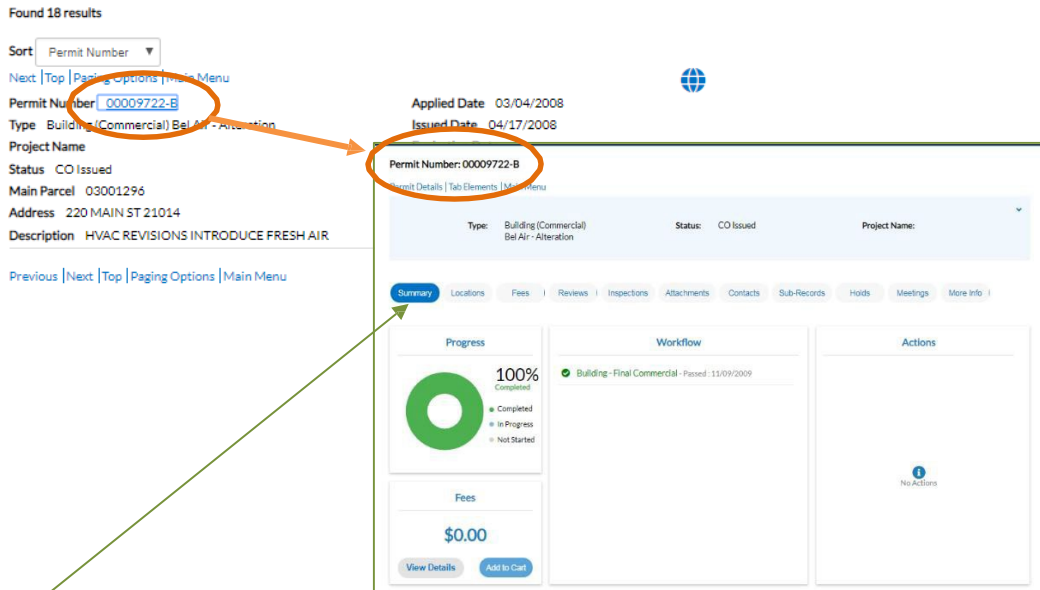 Found 18 results
Sort Permit Number ▼
Next |Top |Paging Options |Main Menu
Permit Number 00009722-B
Applied Date 03/04/2008
Type Building (Commercial) Bel Air - Alteration
Issued Date 04/17/2008
Project Name
Status CO Issued
Main Parcel 03001296
Address 220 MAIN ST 21014
Description HVAC REVISIONS INTRODUCE FRESH AIR
Previous |Next |Top |Paging Options |Main Menu
Permit Number: 00009722-B
Permit Details | Tab Elements | Main Menu
Type: Building (Commercial) Status: CO Issued Project Name:
Bel Air - Alteration
Summary Locations Fees Reviews Inspections Attachments Contacts Sub-Records Holds Meetings More Info
Progress Workflow Actions
100%
Completed
Building - Final Commercial - Passed : 11/09/2009
Completed
In Progress
Not Started
No Actions
Fees
$0.00
View Details Add to Cart